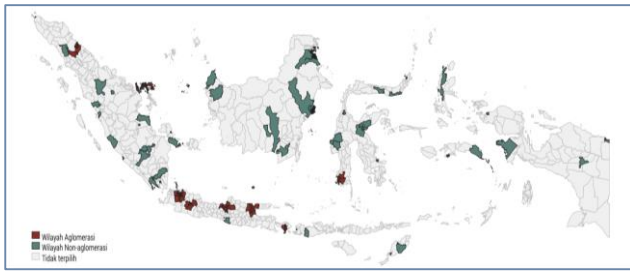 Wilayah Aglomerasi
Wilayah Non-aglomerasi
Tidak terpilih